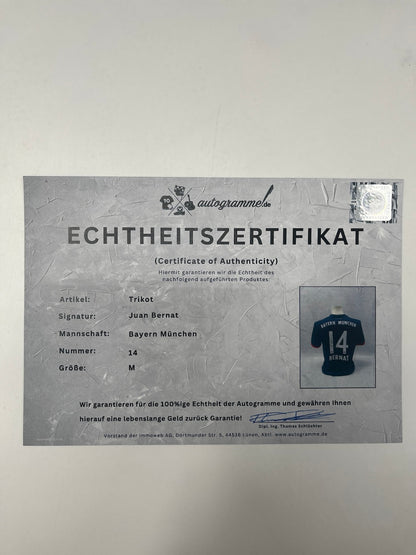 autogramme.de
ECHTHEITSZERTIFIKAT
(Certificate of Authenticity)
Hiermit garantieren wir die Echtheit des
nachfolgend aufgeführten Produktes:
Artikel: Trikot
Signatur: Juan Bernat
Mannschaft: Bayern München
Nummer: 14
Größe: M
BAYERN MÜNCHEN
14
BERNAT
Wir garantieren für die 100%ige Echtheit der Autogramme und gewähren Ihnen
hierauf eine lebenslange Geld zurück Garantie!
Dipl. Ing. Thomas Schlüchter
Vorstand der immoweb AG, Dortmunder Str. 5, 44536 Lünen, Abtl. www.autogramme.de